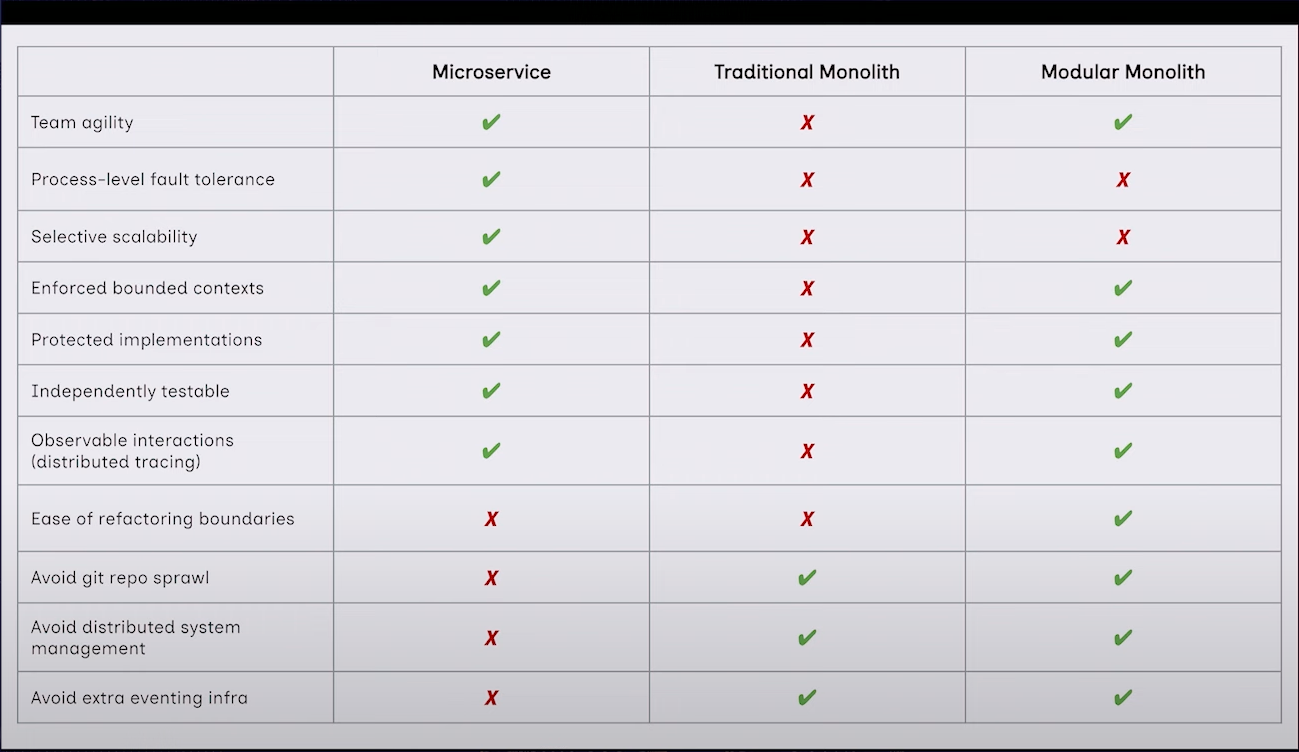 Microservice Traditional Monolith Modular Monolith
Team agility ✔ ✘ ✔
Process-level fault tolerance ✔ ✘ ✘
Selective scalability ✔ ✘ ✘
Enforced bounded contexts ✔ ✘ ✔
Protected implementations ✔ ✘ ✔
Independently testable ✔ ✘ ✔
Observable interactions
(distributed tracing) ✔ ✘ ✔
Ease of refactoring boundaries ✘ ✘ ✔
Avoid git repo sprawl ✘ ✔ ✔
Avoid distributed system
management ✘ ✔ ✔
Avoid extra eventing infra ✘ ✔ ✔